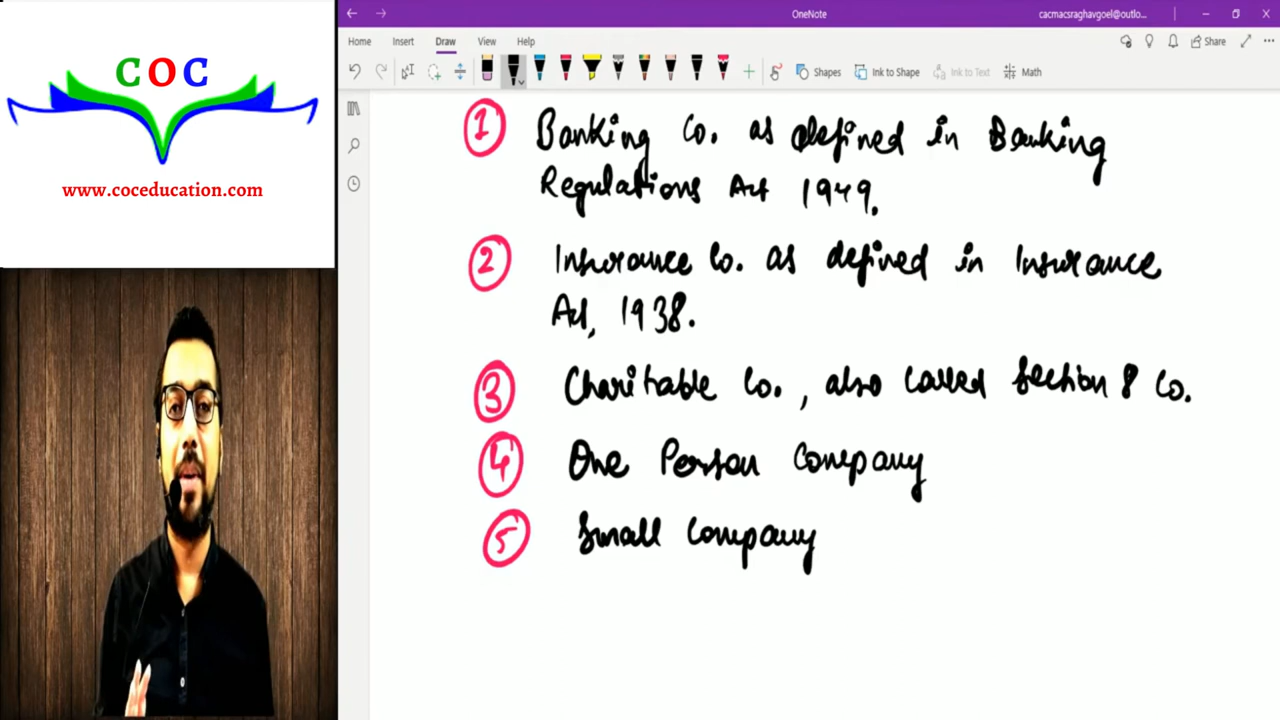 COC
www.coceducation.com
OneNote
cacmacsraghavgoel@outlo...
Home Insert Draw View Help
Share
Shapes Ink to Shape Ink to Text Math
1 Banking Co. as defined in Banking
Regulations Act 1949.
2 Insurance Co. as defined in Insurance
Act, 1938.
3 Charitable Co., also called Section 8 Co.
4 One Person Company
5 Small Company